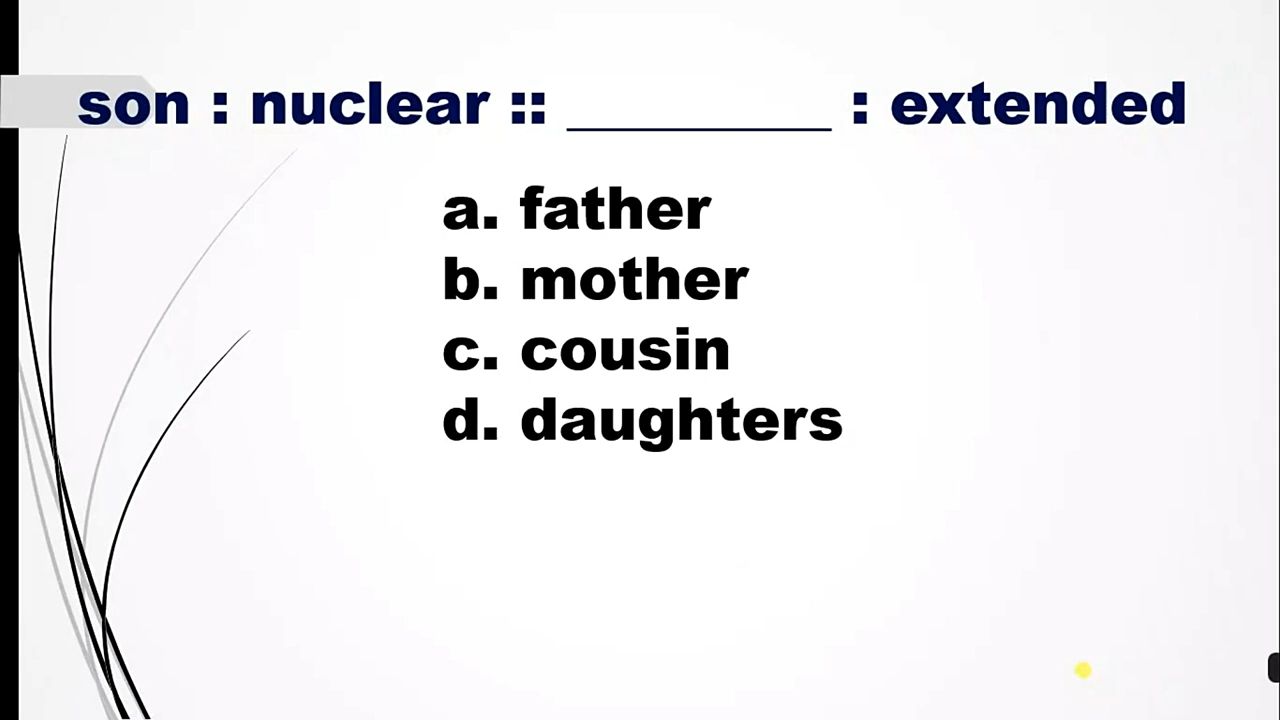 son : nuclear :: __________ : extended
a. father
b. mother
c. cousin
d. daughters